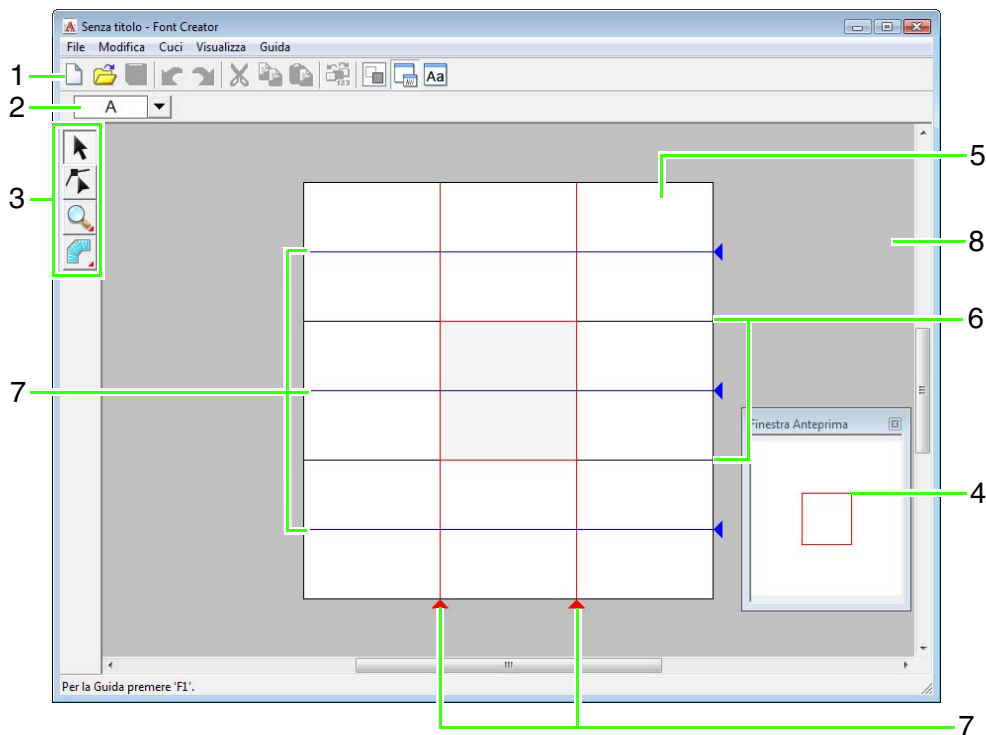 Senza titolo - Font Creator
File Modifica Cuci Visualizza Guida
1
Aa
2
A
3
5
8
6
7
Finestra Anteprima
4
Per la Guida premere 'F1'.
7